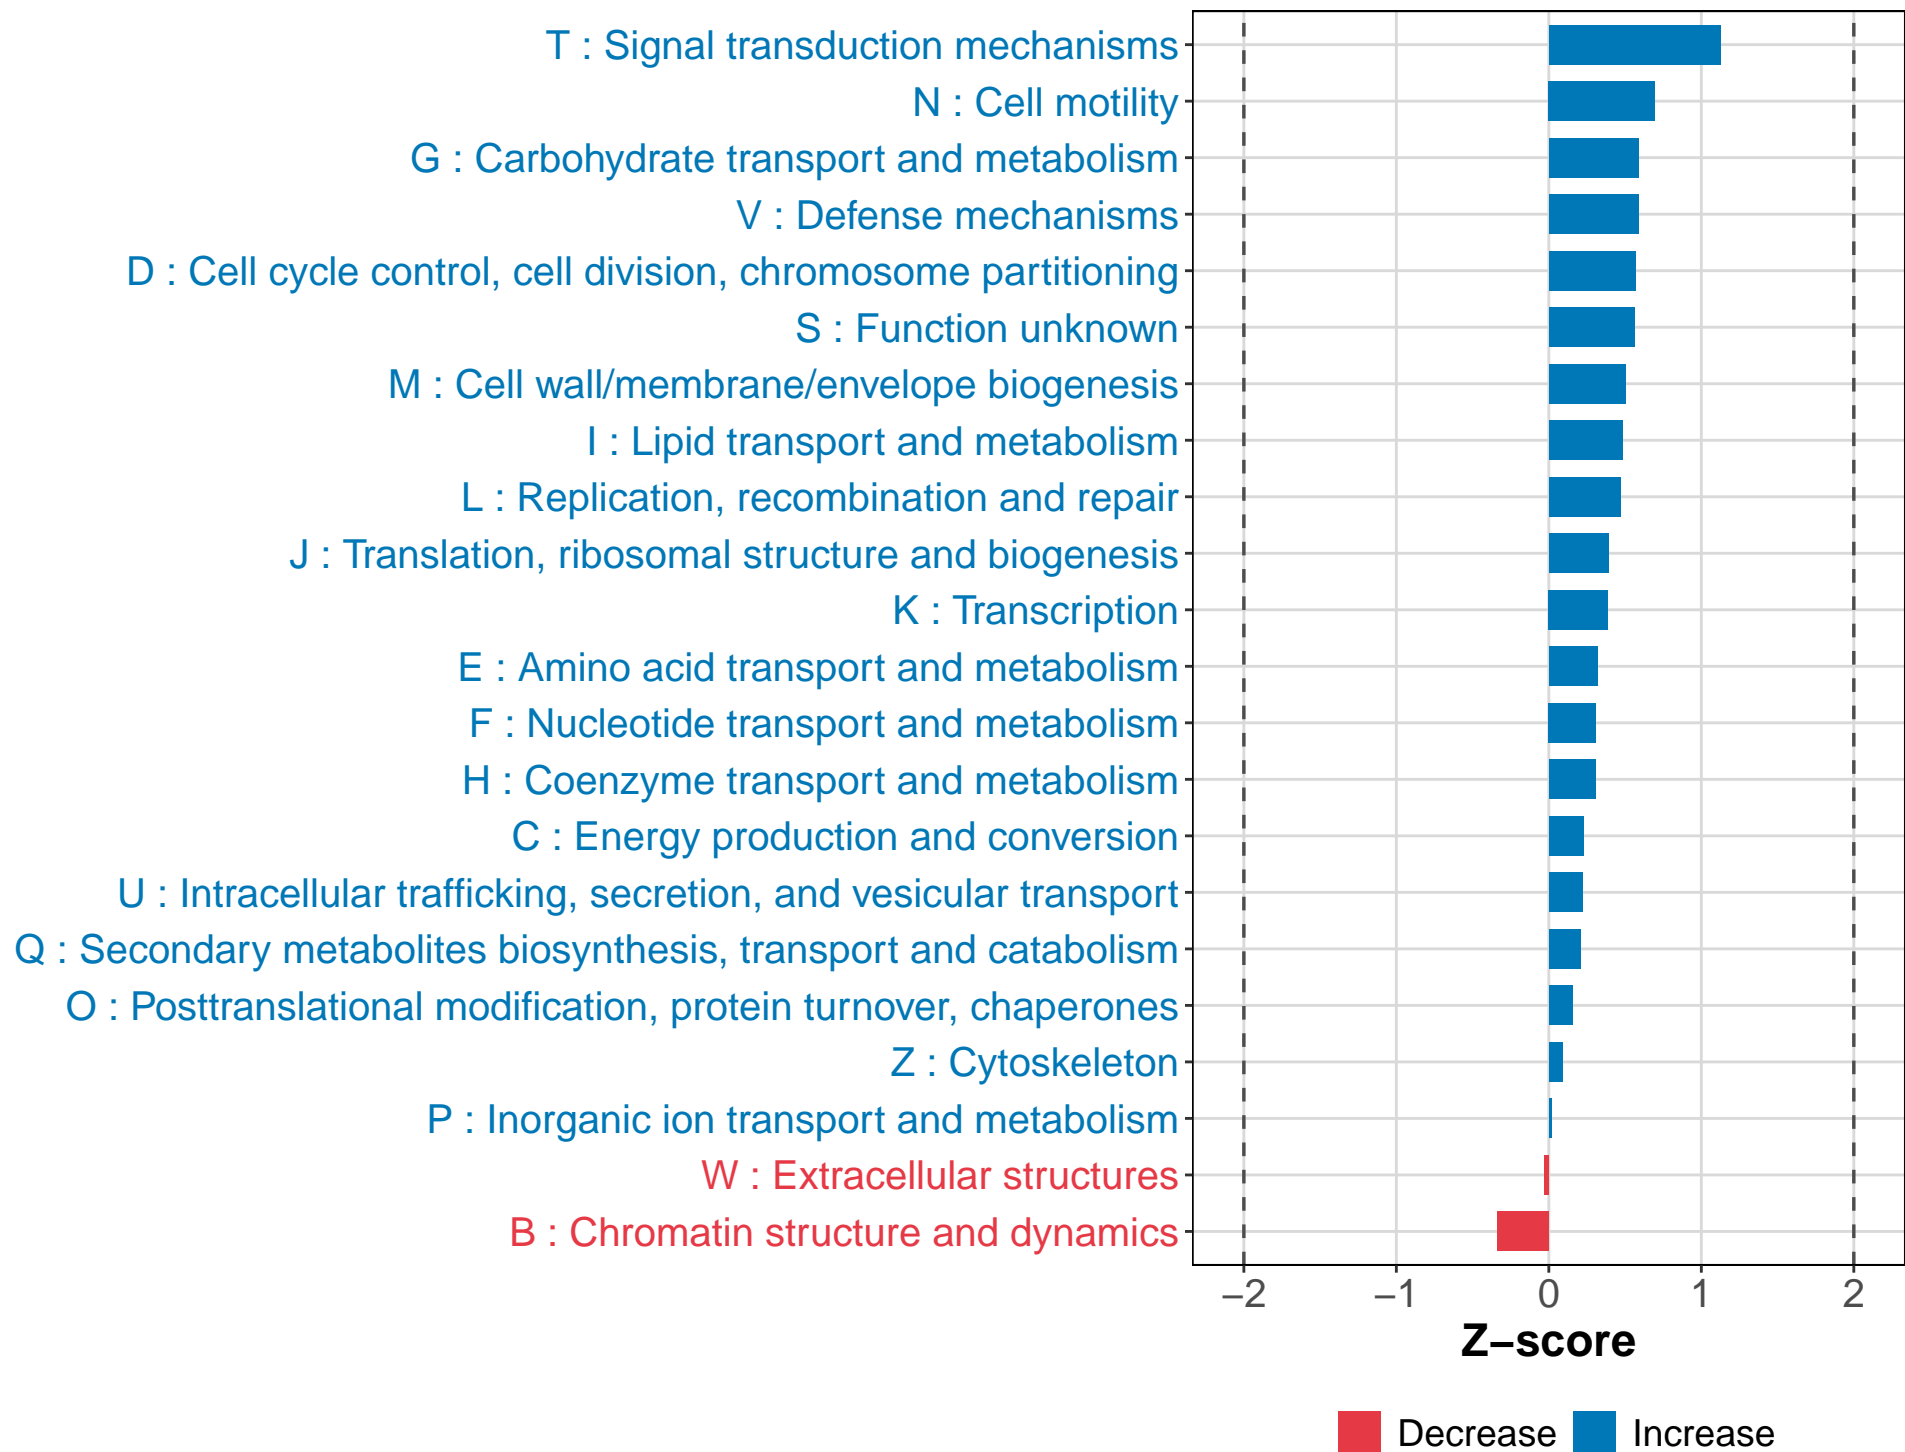 T : Signal transduction mechanisms
N : Cell motility
G : Carbohydrate transport and metabolism
V : Defense mechanisms
D : Cell cycle control, cell division, chromosome partitioning
S : Function unknown
M : Cell wall/membrane/envelope biogenesis
I : Lipid transport and metabolism
L : Replication, recombination and repair
J : Translation, ribosomal structure and biogenesis
K : Transcription
E : Amino acid transport and metabolism
F : Nucleotide transport and metabolism
H : Coenzyme transport and metabolism
C : Energy production and conversion
U : Intracellular trafficking, secretion, and vesicular transport
Q : Secondary metabolites biosynthesis, transport and catabolism
O : Posttranslational modification, protein turnover, chaperones
Z : Cytoskeleton
P : Inorganic ion transport and metabolism
W : Extracellular structures
B : Chromatin structure and dynamics
−2 −1 0 1 2
Z−score
Decrease Increase